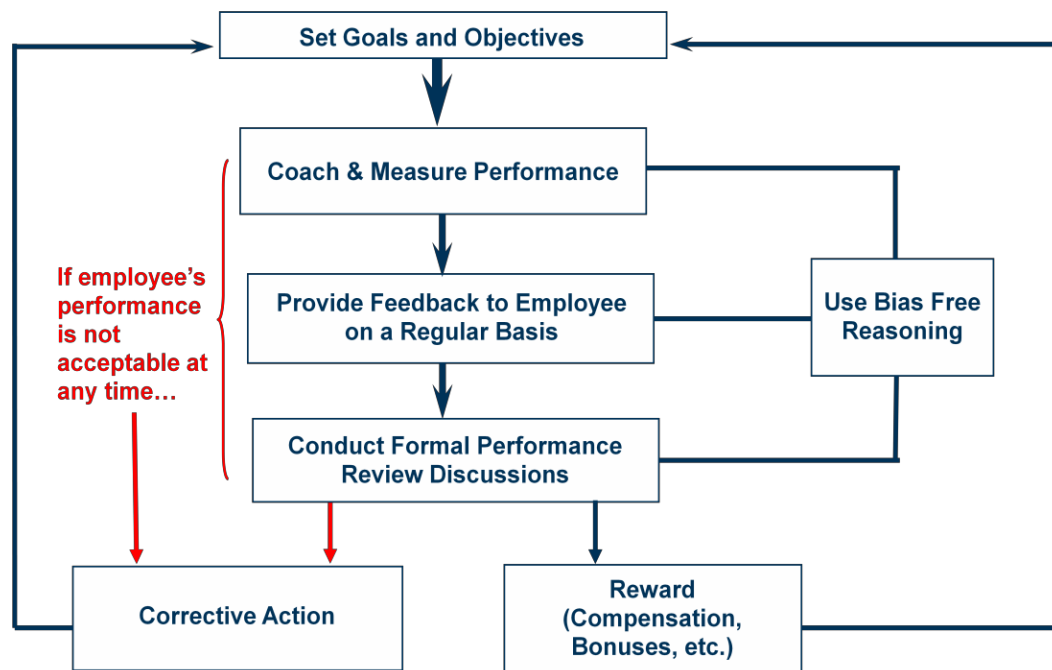 Set Goals and Objectives
Coach & Measure Performance
If employee’s
performance
is not
acceptable at
any time…
Provide Feedback to Employee
on a Regular Basis
Use Bias Free
Reasoning
Conduct Formal Performance
Review Discussions
Corrective Action
Reward
(Compensation,
Bonuses, etc.)